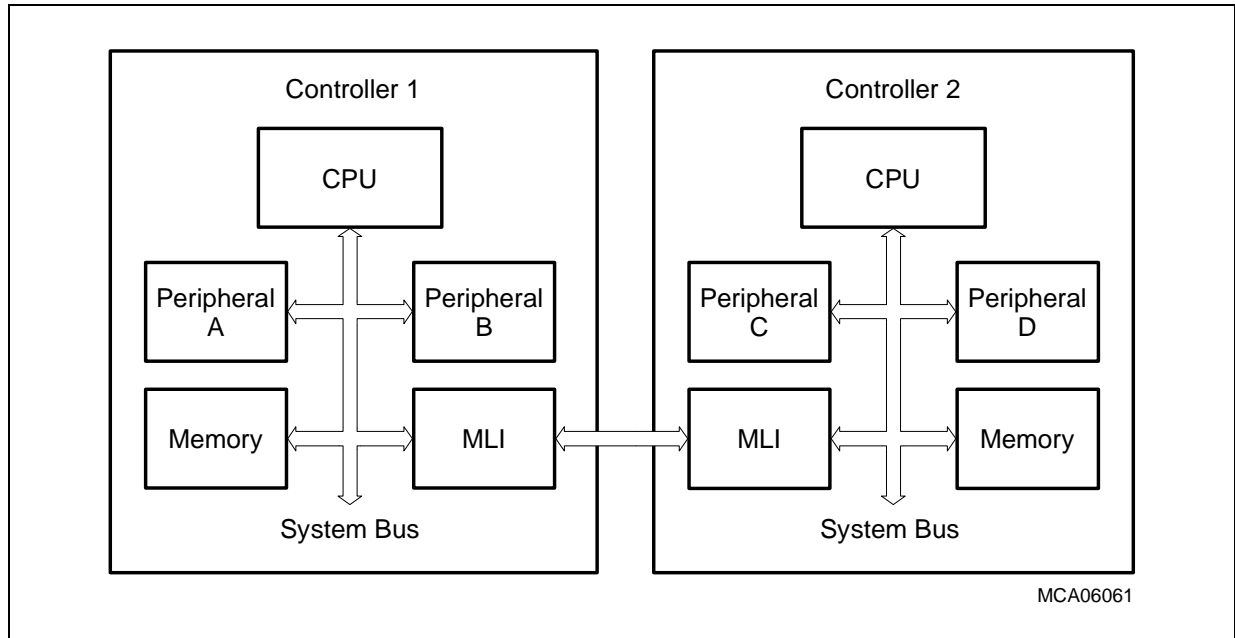 Controller 1
CPU
Peripheral
A
Peripheral
B
Memory
MLI
System Bus
Controller 2
CPU
Peripheral
C
Peripheral
D
MLI
Memory
System Bus
MCA06061